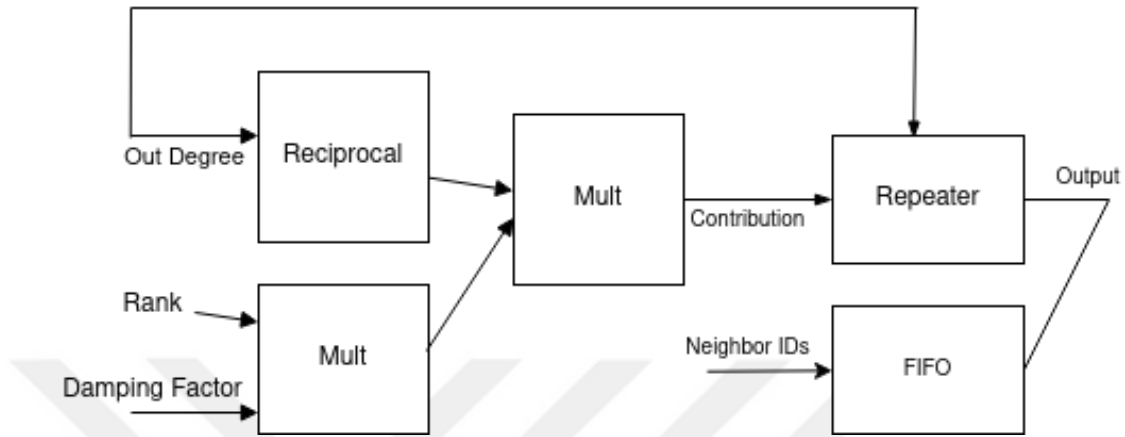 Out Degree
Reciprocal
Mult
Contribution
Repeater
Output
Rank
Damping Factor
Mult
Neighbor IDs
FIFO